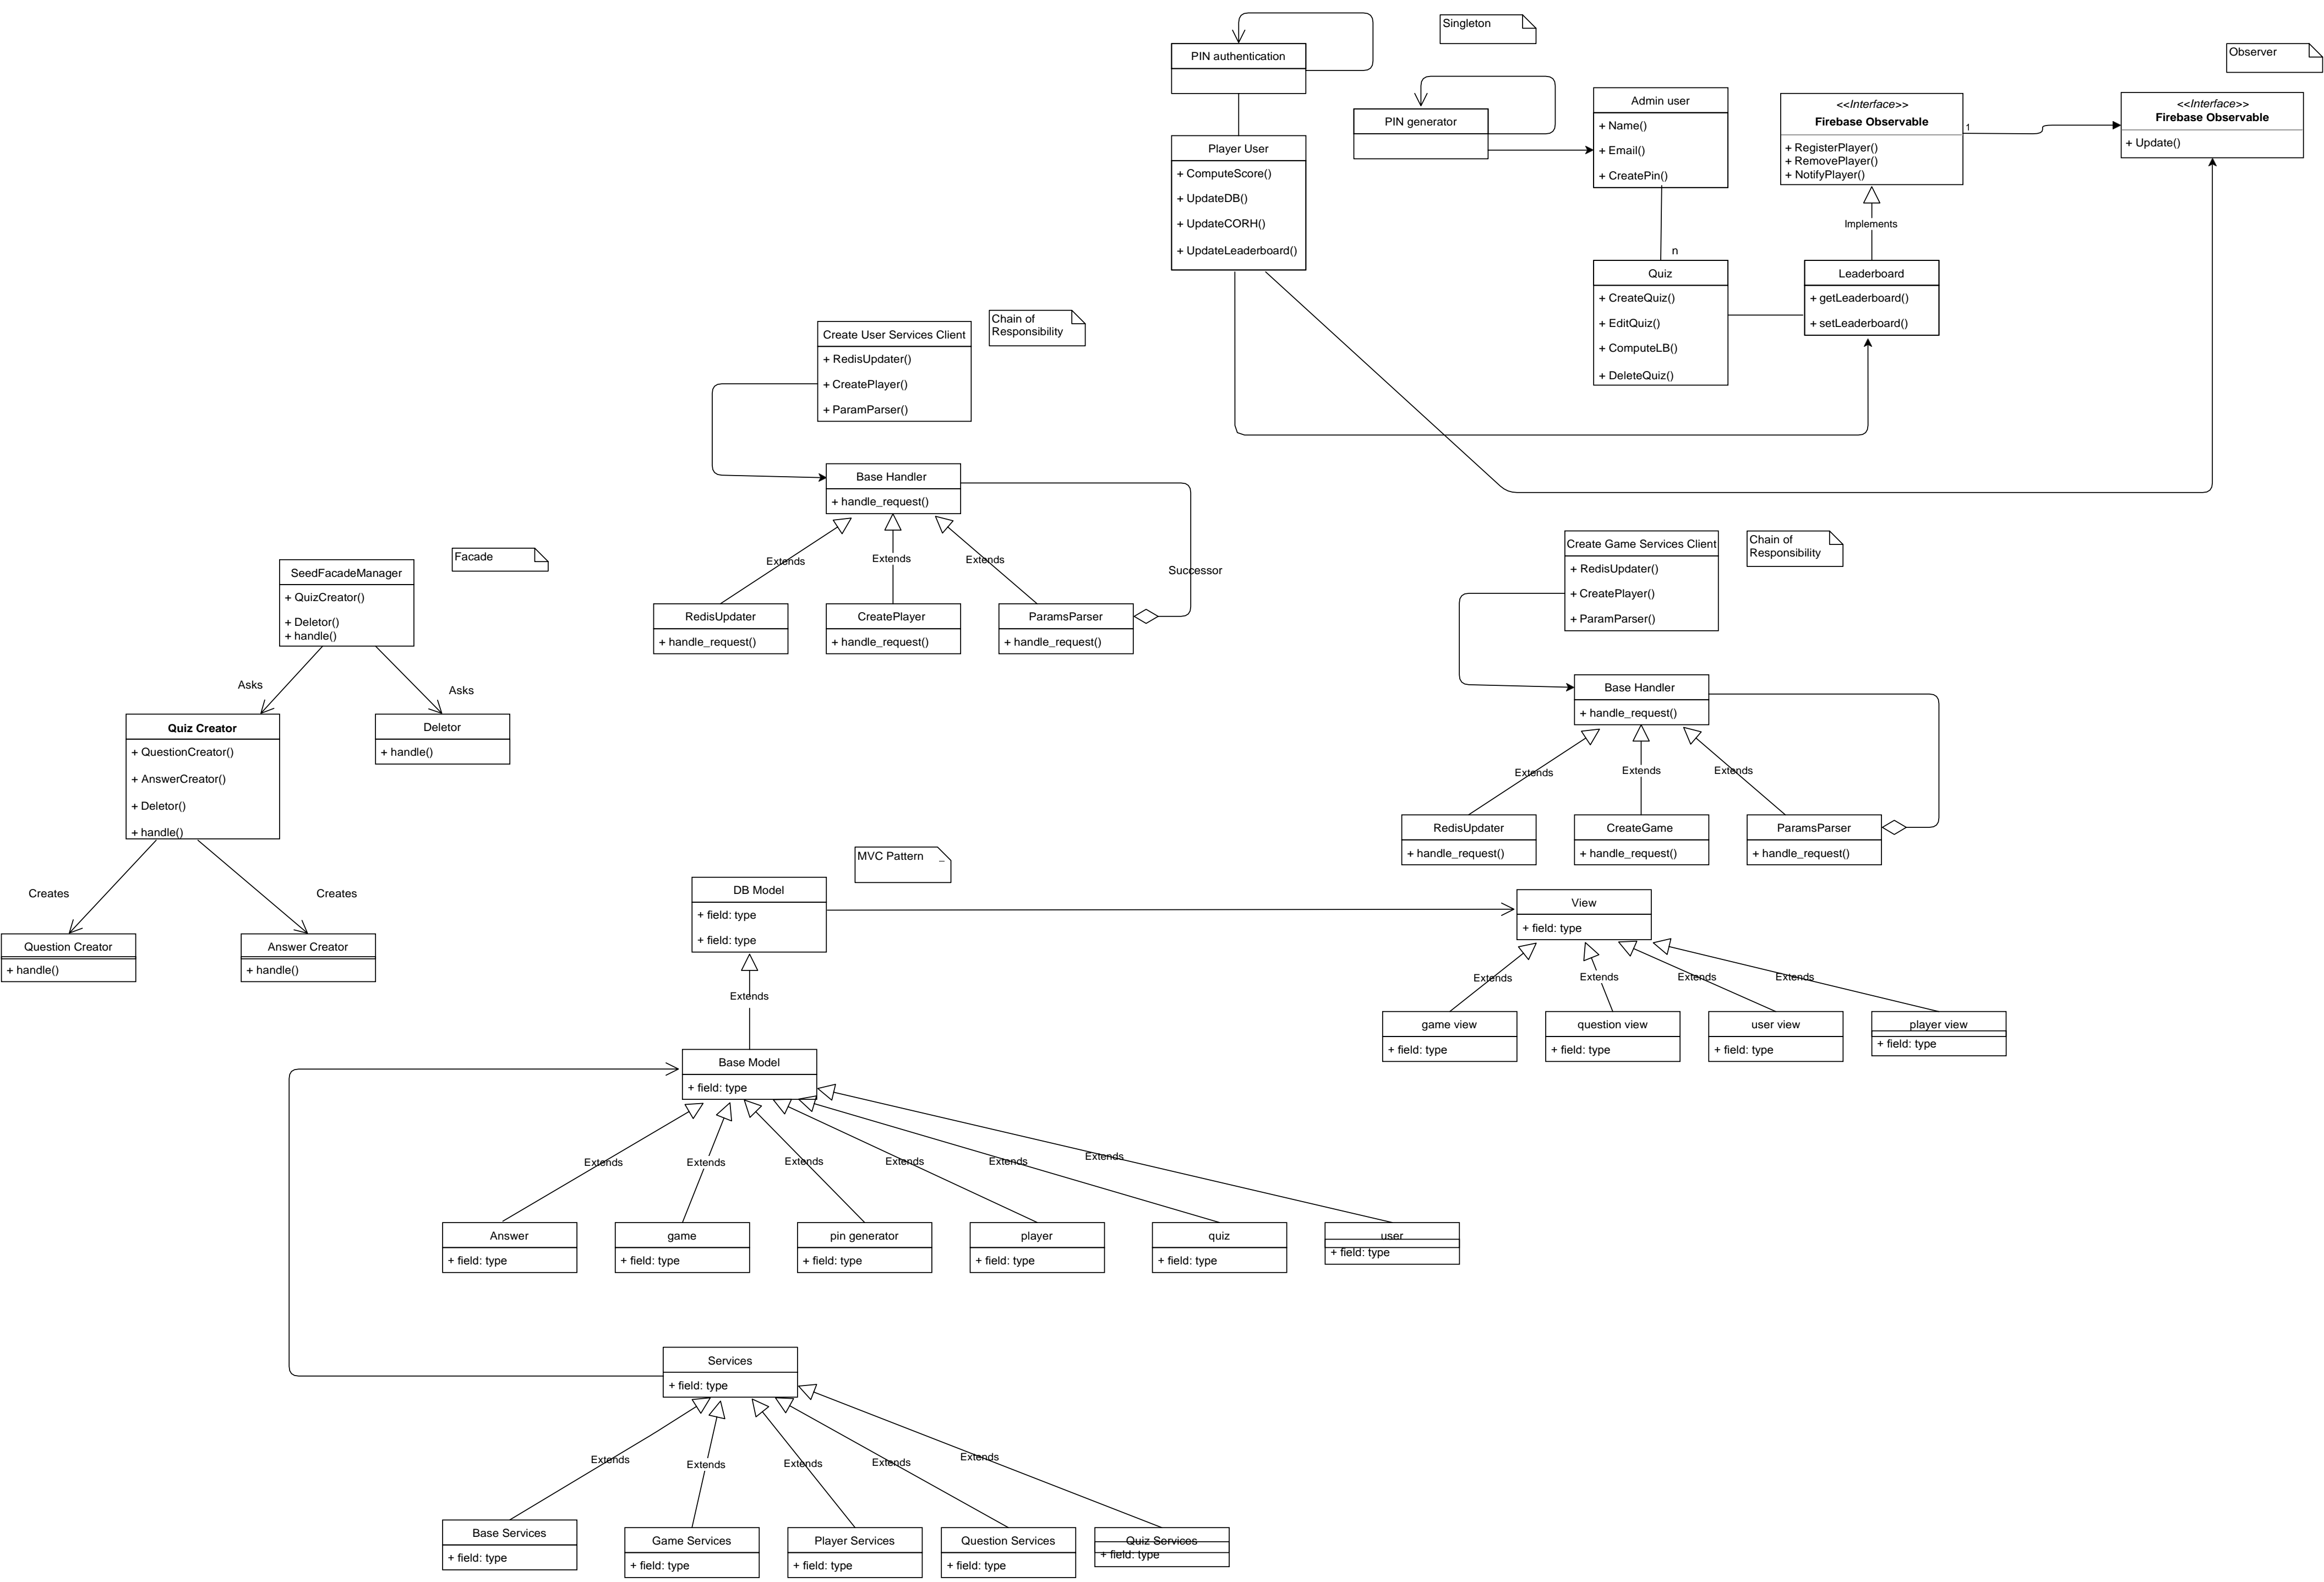 Singleton
Observer
PIN authentication
PIN generator
Admin user
+ Name()
+ Email()
+ CreatePin()
<<Interface>>
Firebase Observable
+ RegisterPlayer()
+ RemovePlayer()
+ NotifyPlayer()
1
<<Interface>>
Firebase Observable
+ Update()
Player User
+ ComputeScore()
+ UpdateDB()
+ UpdateCORH()
+ UpdateLeaderboard()
Implements
n
Quiz
+ CreateQuiz()
+ EditQuiz()
+ ComputeLB()
+ DeleteQuiz()
Leaderboard
+ getLeaderboard()
+ setLeaderboard()
Chain of
Responsibility
Create User Services Client
+ RedisUpdater()
+ CreatePlayer()
+ ParamParser()
Base Handler
+ handle_request()
Extends
Extends
Extends
Successor
RedisUpdater
+ handle_request()
CreatePlayer
+ handle_request()
ParamsParser
+ handle_request()
Facade
SeedFacadeManager
+ QuizCreator()
+ Deletor()
+ handle()
Asks
Asks
Quiz Creator
+ QuestionCreator()
+ AnswerCreator()
+ Deletor()
+ handle()
Deletor
+ handle()
Creates
Creates
Question Creator
+ handle()
Answer Creator
+ handle()
Create Game Services Client
+ RedisUpdater()
+ CreatePlayer()
+ ParamParser()
Chain of
Responsibility
Base Handler
+ handle_request()
Extends
Extends
Extends
RedisUpdater
+ handle_request()
CreateGame
+ handle_request()
ParamsParser
+ handle_request()
MVC Pattern _
DB Model
+ field: type
+ field: type
View
+ field: type
Extends
Extends
Extends
Extends
game view
+ field: type
question view
+ field: type
user view
+ field: type
player view
+ field: type
Extends
Base Model
+ field: type
Extends
Extends
Extends
Extends
Extends
Extends
Answer
+ field: type
game
+ field: type
pin generator
+ field: type
player
+ field: type
quiz
+ field: type
user
+ field: type
Services
+ field: type
Extends
Extends
Extends
Extends
Extends
Base Services
+ field: type
Game Services
+ field: type
Player Services
+ field: type
Question Services
+ field: type
Quiz Services
+ field: type